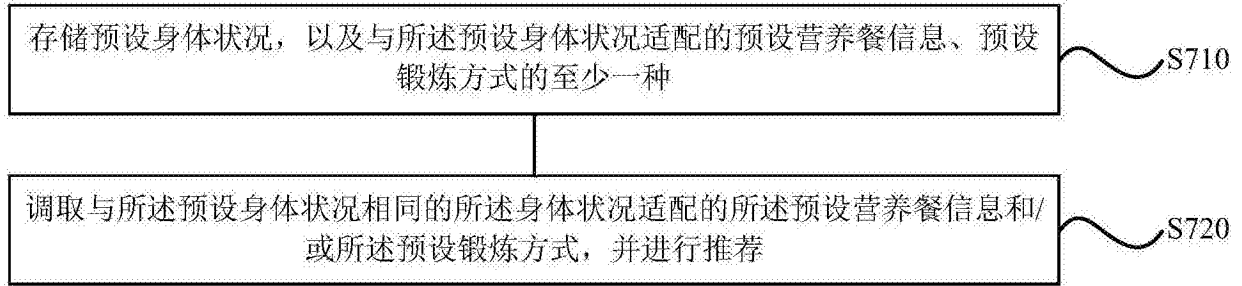 存储预设身体状况，以及与所述预设身体状况适配的预设营养餐信息、预设
锻炼方式的至少一种
S710
调取与所述预设身体状况相同的所述身体状况适配的所述预设营养餐信息和/
或所述预设锻炼方式，并进行推荐
S720